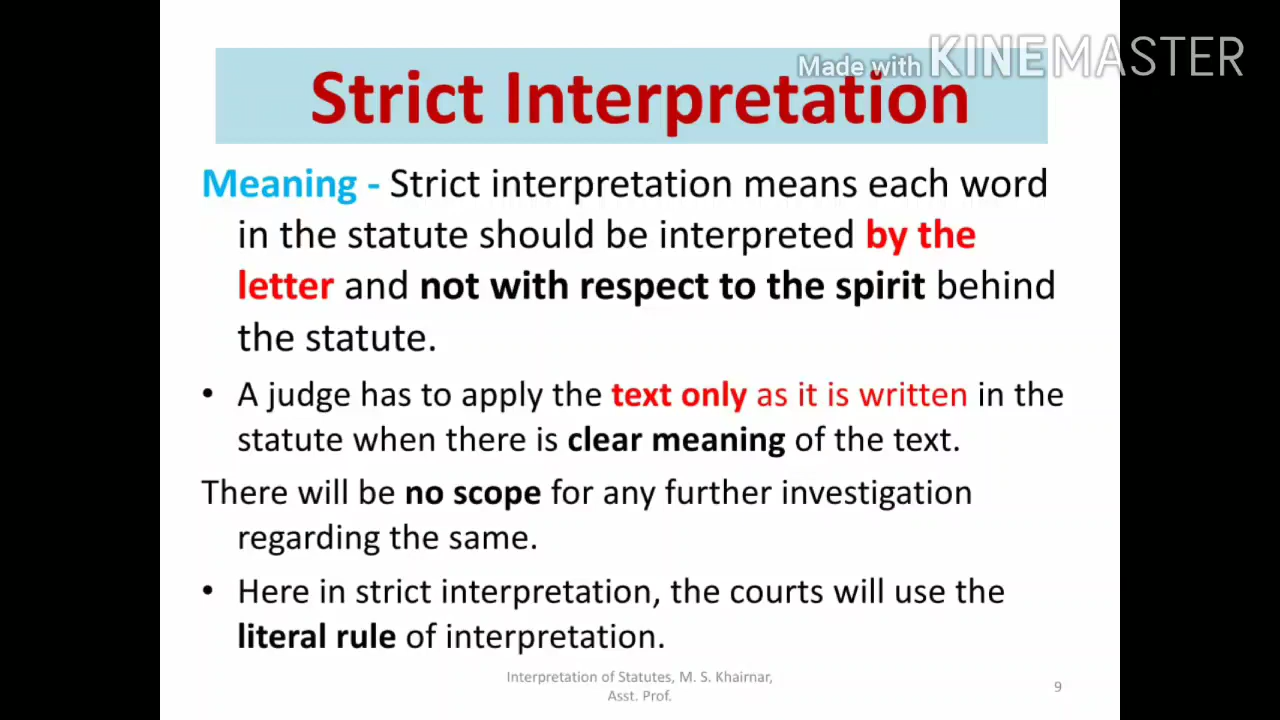 Made with KINEMASTER
Strict Interpretation
Meaning - Strict interpretation means each word
in the statute should be interpreted by the
letter and not with respect to the spirit behind
the statute.
• A judge has to apply the text only as it is written in the
statute when there is clear meaning of the text.
There will be no scope for any further investigation
regarding the same.
• Here in strict interpretation, the courts will use the
literal rule of interpretation.
Interpretation of Statutes, M. S. Khairnar,
Asst. Prof.
9